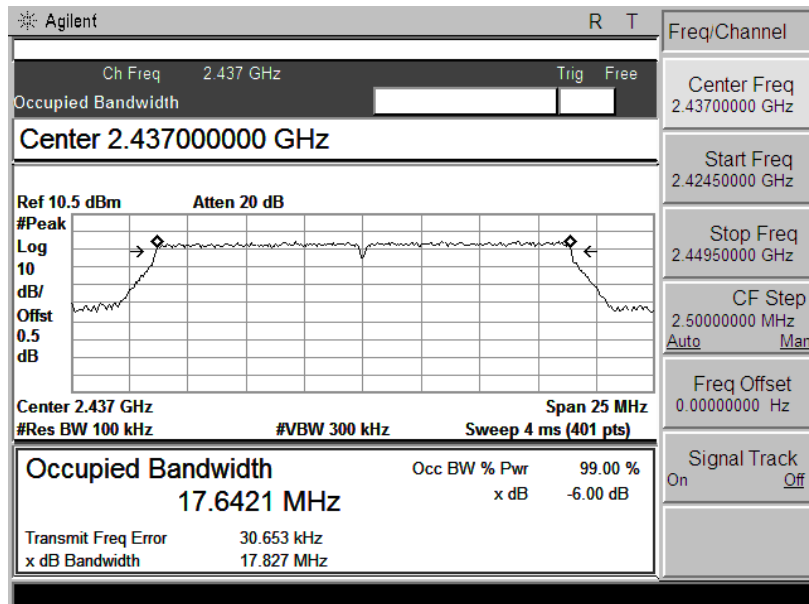 Agilent R T
Freq/Channel
Ch Freq 2.437 GHz Trig Free
Occupied Bandwidth
Center 2.437000000 GHz
Ref 10.5 dBm Atten 20 dB
#Peak
Log
10
dB/
Offst
0.5
dB
Center 2.437 GHz Span 25 MHz
#Res BW 100 kHz #VBW 300 kHz Sweep 4 ms (401 pts)
Occupied Bandwidth
17.6421 MHz
Occ BW % Pwr 99.00 %
x dB -6.00 dB
Transmit Freq Error 30.653 kHz
x dB Bandwidth 17.827 MHz
Center Freq
2.43700000 GHz
Start Freq
2.42450000 GHz
Stop Freq
2.44950000 GHz
CF Step
2.50000000 MHz
Auto Man
Freq Offset
0.00000000 Hz
Signal Track
On Off